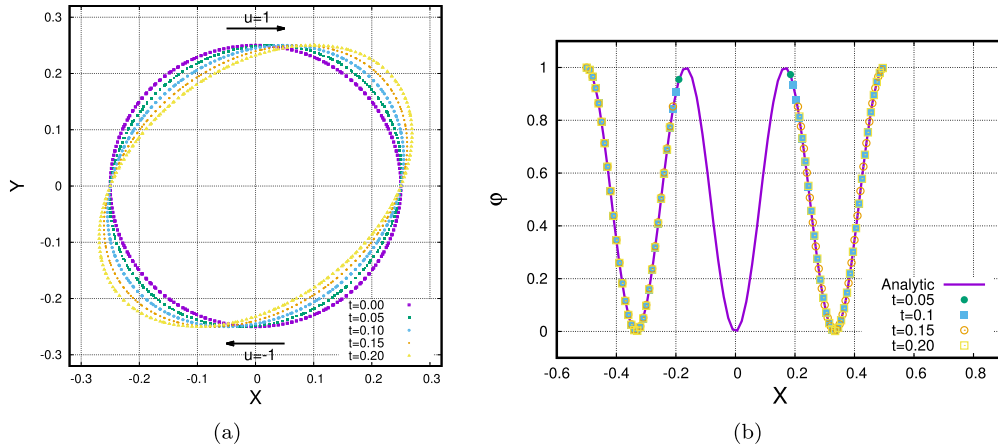 u=1
0.3
0.2
0.1
0
-0.1
-0.2
-0.3
Y
t=0.00
t=0.05
t=0.10
t=0.15
t=0.20
u=-1
-0.3 -0.2 -0.1 0 0.1 0.2 0.3
X
(a)
1
0.8
0.6
0.4
0.2
0
φ
Analytic
t=0.05
t=0.1
t=0.15
t=0.20
-0.6 -0.4 -0.2 0 0.2 0.4 0.6 0.8
X
(b)